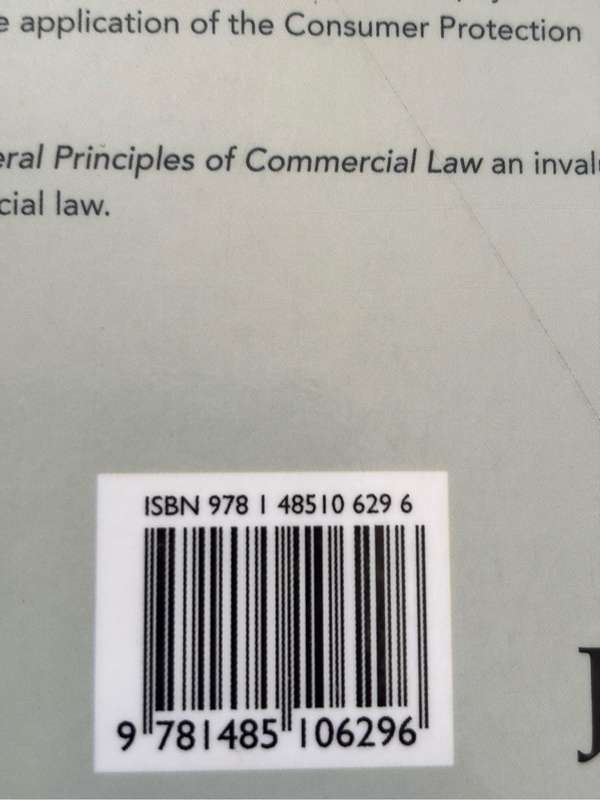 e application of the Consumer Protection
eral Principles of Commercial Law an invalu
cial law.
ISBN 978 1 48510 629 6
J
9 781485 106296